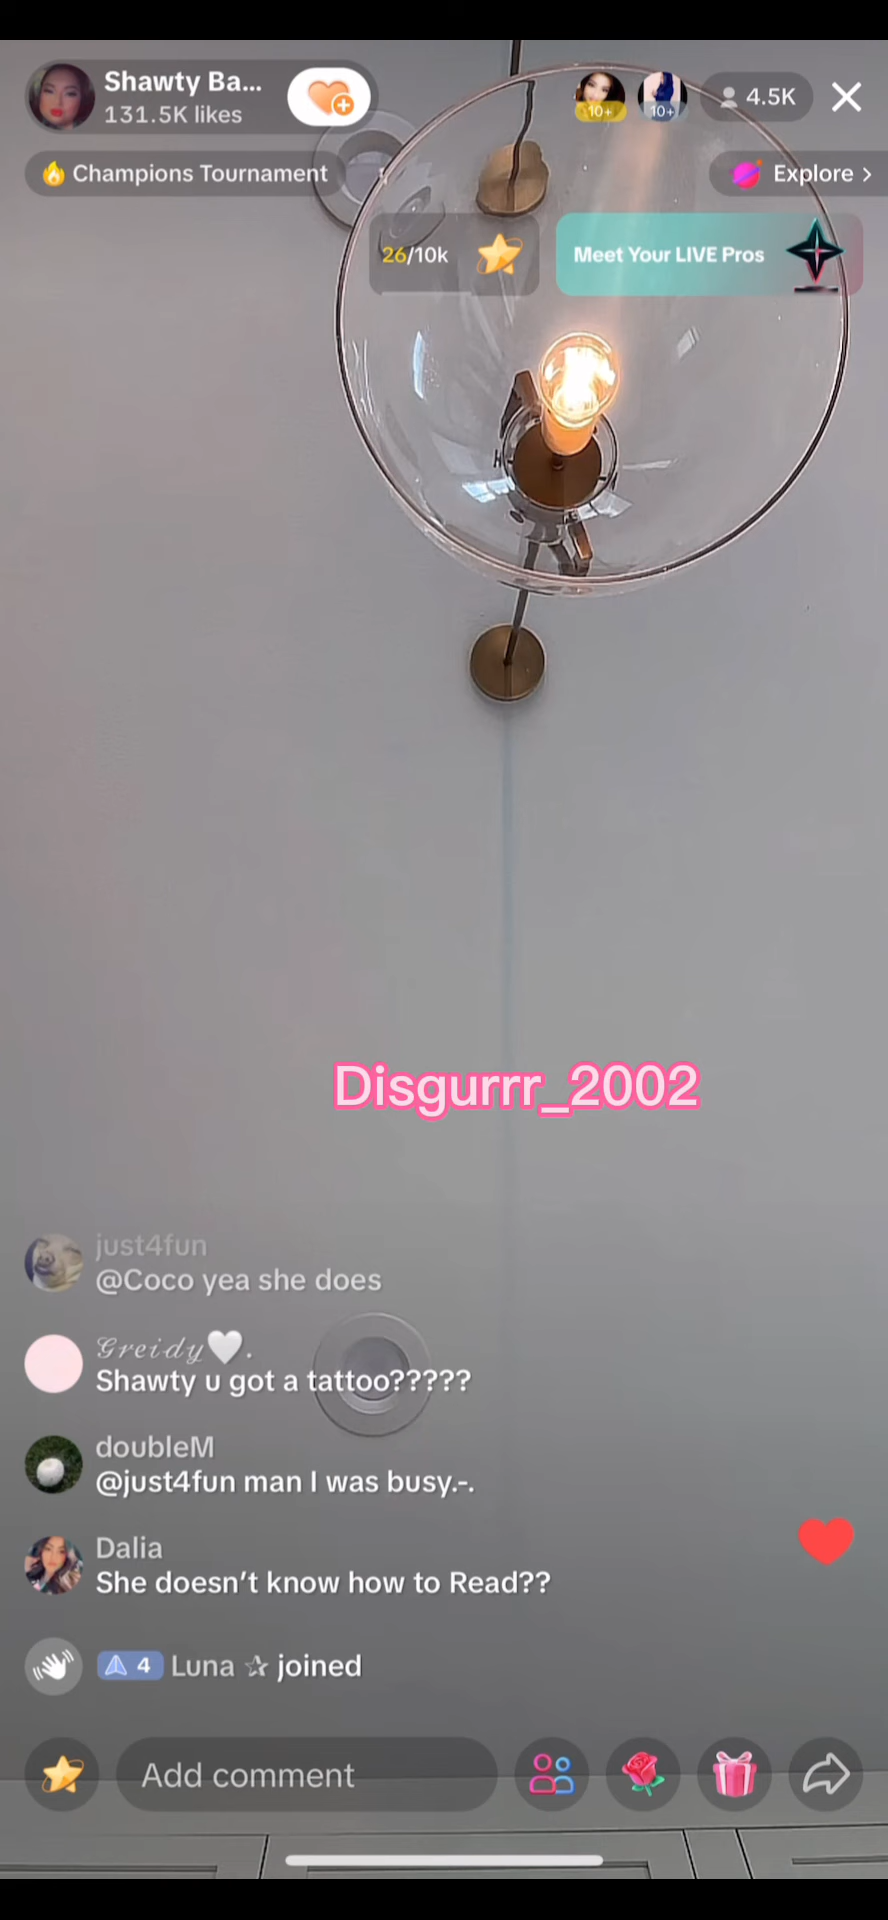 Shawty Ba...
131.5K likes
10+
10+
4.5K
Champions Tournament
Explore >
26/10k
Meet Your LIVE Pros
Disgurrr_2002
just4fun
@Coco yea she does
𝒢𝓇𝑒𝒾𝒹𝓎🤍.
Shawty u got a tattoo?????
doubleM
@just4fun man I was busy.-.
Dalia
She doesn't know how to Read??
4 Luna ☆ joined
Add comment